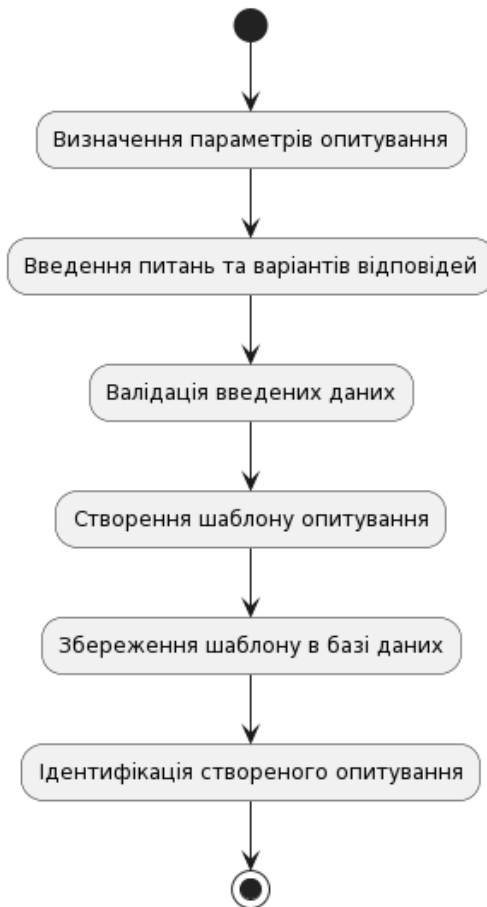 Визначення параметрів опитування
Введення питань та варіантів відповідей
Валідація введених даних
Створення шаблону опитування
Збереження шаблону в базі даних
Ідентифікація створеного опитування